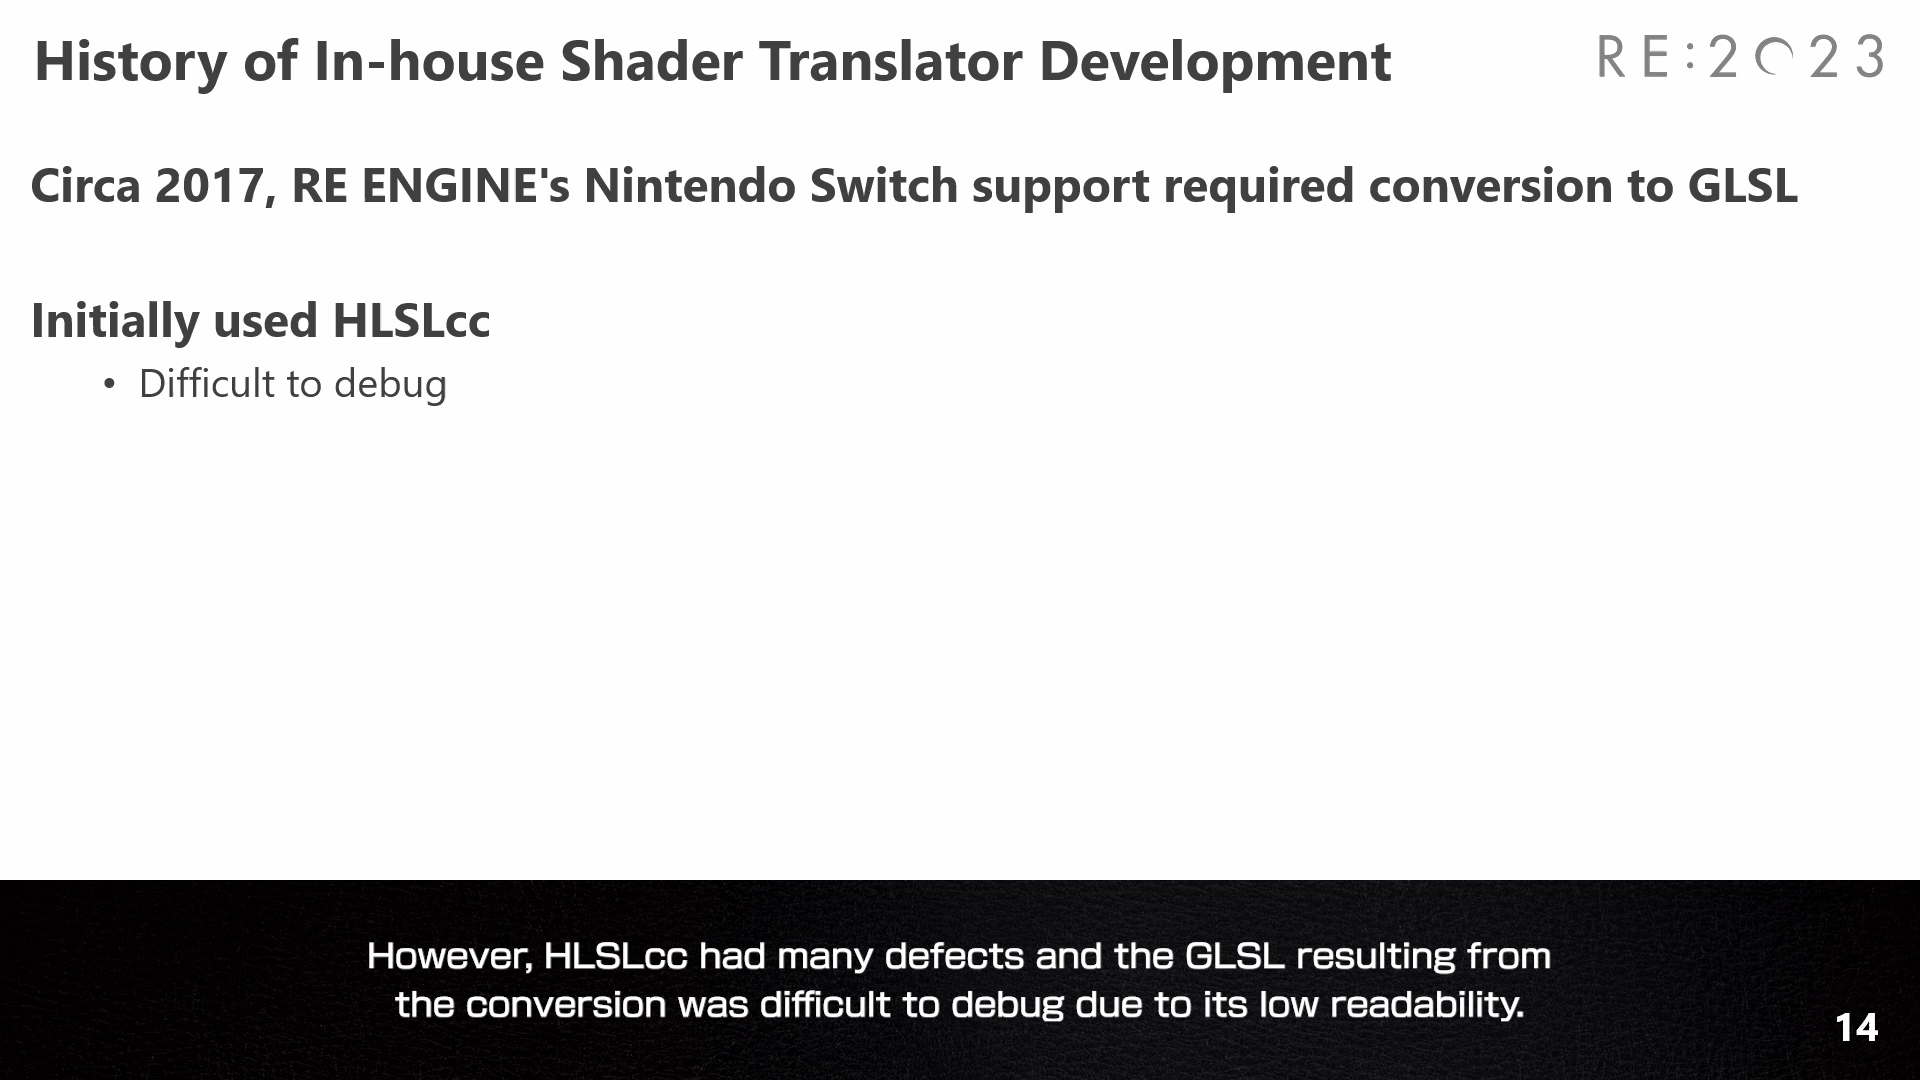 History of In-house Shader Translator Development
RE:2023
Circa 2017, RE ENGINE's Nintendo Switch support required conversion to GLSL
Initially used HLSLcc
• Difficult to debug
However, HLSLcc had many defects and the GLSL resulting from
the conversion was difficult to debug due to its low readability.
14